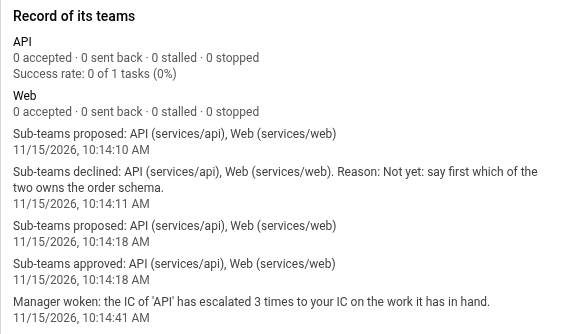 Record of its teams
API
0 accepted · 0 sent back · 0 stalled · 0 stopped
Success rate: 0 of 1 tasks (0%)
Web
0 accepted · 0 sent back · 0 stalled · 0 stopped
Sub-teams proposed: API (services/api), Web (services/web)
11/15/2026, 10:14:10 AM
Sub-teams declined: API (services/api), Web (services/web). Reason: Not yet: say first which of the
two owns the order schema.
11/15/2026, 10:14:11 AM
Sub-teams proposed: API (services/api), Web (services/web)
11/15/2026, 10:14:18 AM
Sub-teams approved: API (services/api), Web (services/web)
11/15/2026, 10:14:18 AM
Manager woken: the IC of 'API' has escalated 3 times to your IC on the work it has in hand.
11/15/2026, 10:14:41 AM